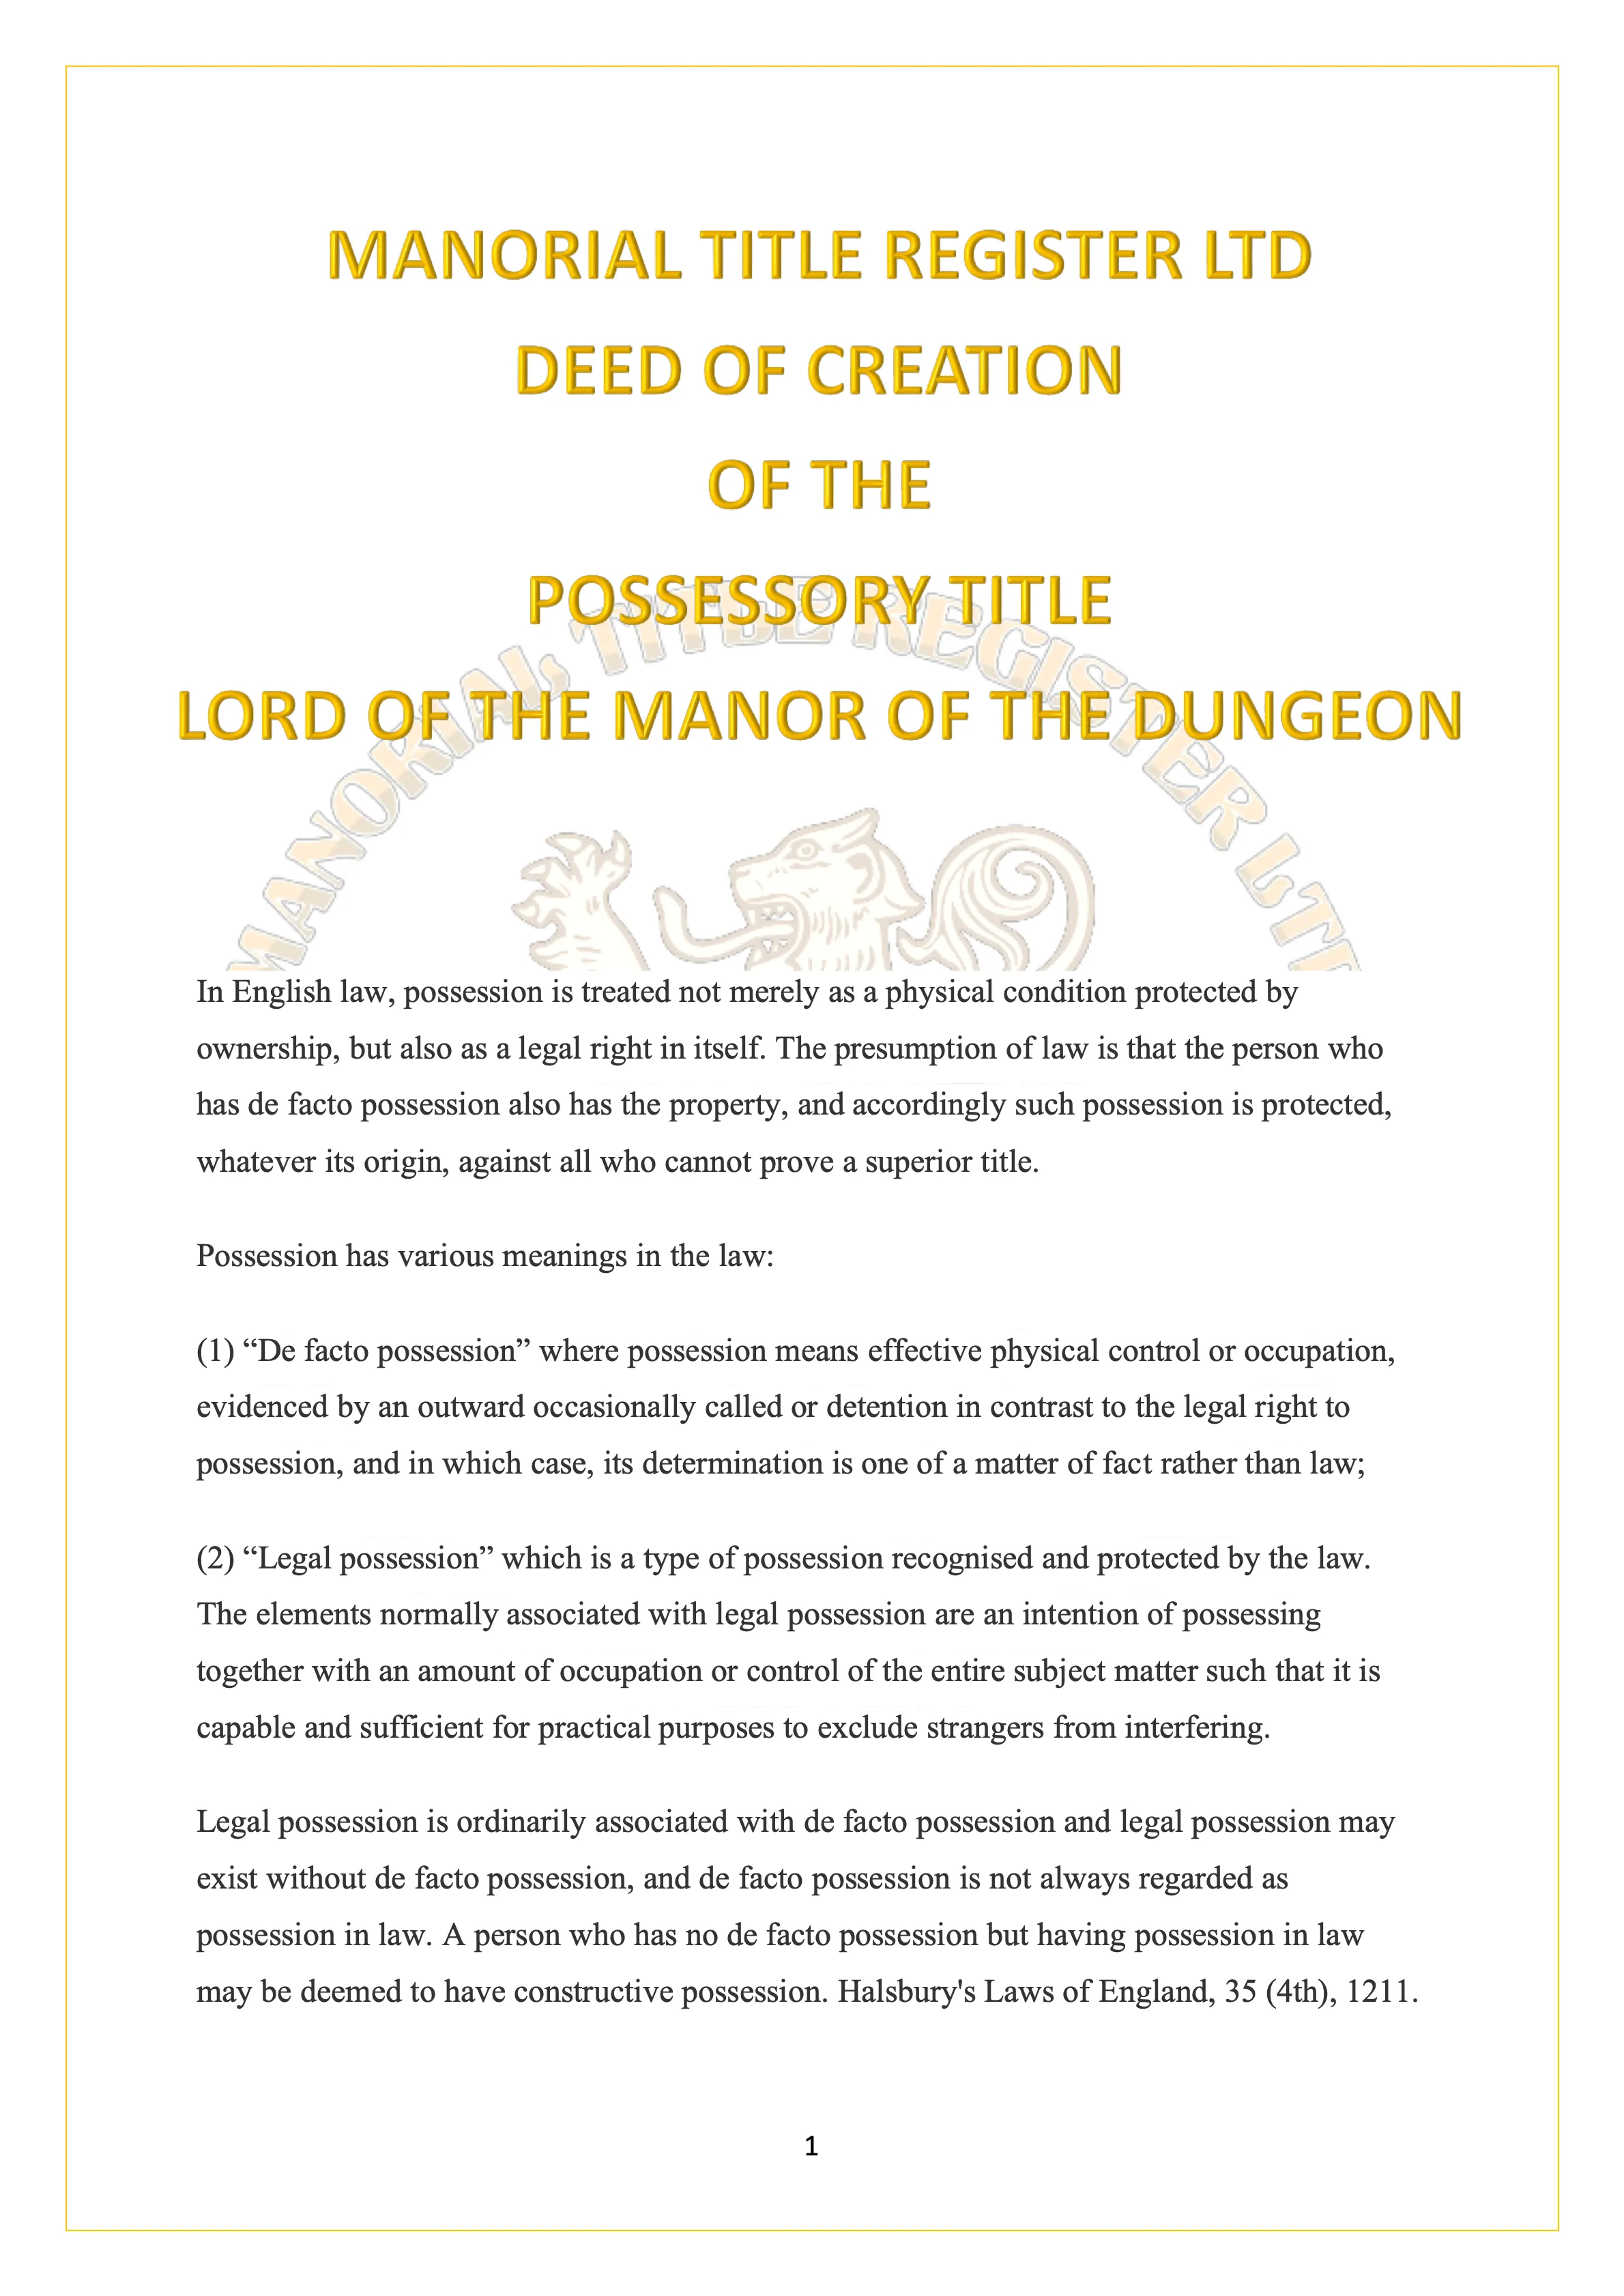 MANORIAL TITLE REGISTER LTD
DEED OF CREATION
OF THE
POSSESSORY TITLE
LORD OF THE MANOR OF THE DUNGEON
MANORIAL TITLE REGISTER LTD
In English law, possession is treated not merely as a physical condition protected by
ownership, but also as a legal right in itself. The presumption of law is that the person who
has de facto possession also has the property, and accordingly such possession is protected,
whatever its origin, against all who cannot prove a superior title.
Possession has various meanings in the law:
(1) “De facto possession” where possession means effective physical control or occupation,
evidenced by an outward occasionally called or detention in contrast to the legal right to
possession, and in which case, its determination is one of a matter of fact rather than law;
(2) “Legal possession” which is a type of possession recognised and protected by the law.
The elements normally associated with legal possession are an intention of possessing
together with an amount of occupation or control of the entire subject matter such that it is
capable and sufficient for practical purposes to exclude strangers from interfering.
Legal possession is ordinarily associated with de facto possession and legal possession may
exist without de facto possession, and de facto possession is not always regarded as
possession in law. A person who has no de facto possession but having possession in law
may be deemed to have constructive possession. Halsbury's Laws of England, 35 (4th), 1211.
1